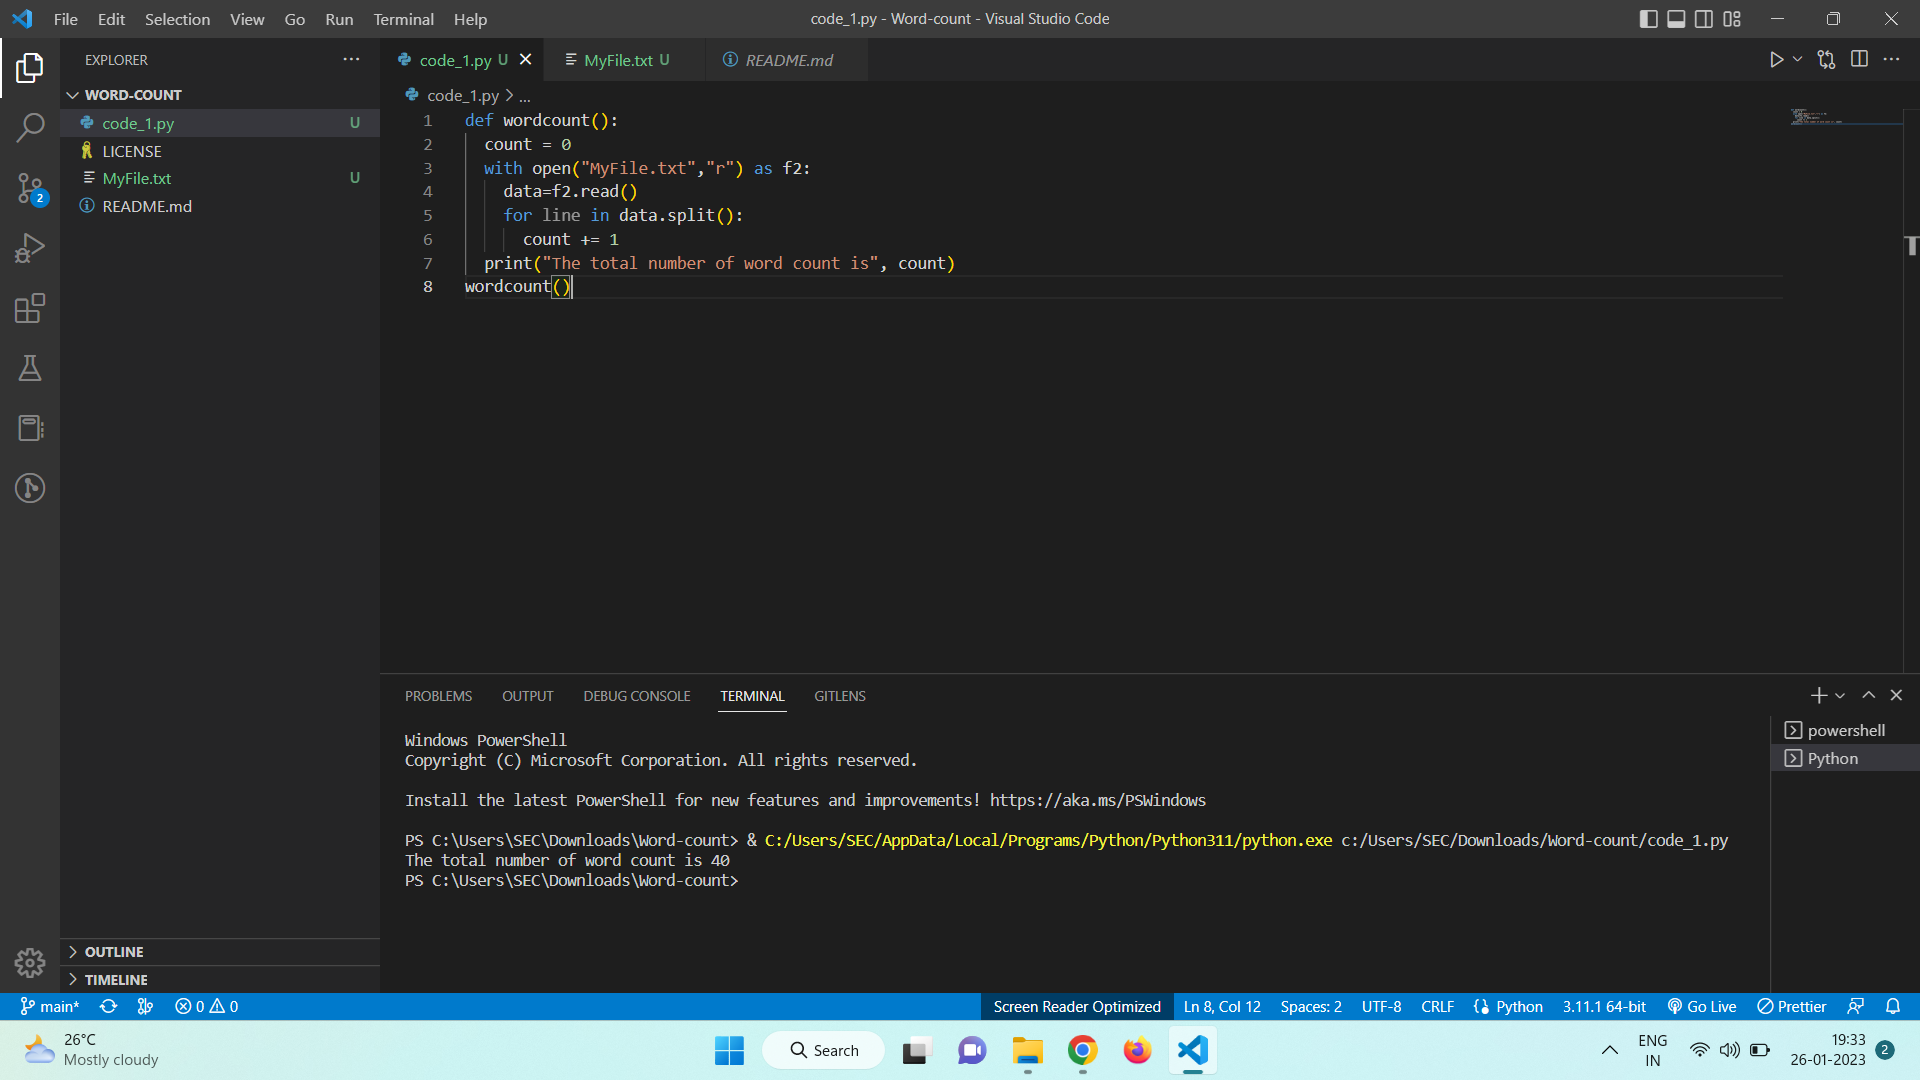 File Edit Selection View Go Run Terminal Help
code_1.py - Word-count - Visual Studio Code
EXPLORER
WORD-COUNT
code_1.py U
LICENSE
MyFile.txt U
README.md
OUTLINE
TIMELINE
2
code_1.py U
MyFile.txt U
README.md
code_1.py > ...
1 def wordcount():
2 count = 0
3 with open("MyFile.txt","r") as f2:
4 data=f2.read()
5 for line in data.split():
6 count += 1
7 print("The total number of word count is", count)
8 wordcount()
PROBLEMS OUTPUT DEBUG CONSOLE TERMINAL GITLENS
Windows PowerShell
Copyright (C) Microsoft Corporation. All rights reserved.
Install the latest PowerShell for new features and improvements! https://aka.ms/PSWindows
PS C:\Users\SEC\Downloads\Word-count> & C:/Users/SEC/AppData/Local/Programs/Python/Python311/python.exe c:/Users/SEC/Downloads/Word-count/code_1.py
The total number of word count is 40
PS C:\Users\SEC\Downloads\Word-count>
powershell
Python
main* 0 0 Screen Reader Optimized Ln 8, Col 12 Spaces: 2 UTF-8 CRLF Python 3.11.1 64-bit Go Live Prettier
26°C
Mostly cloudy
Search
ENG
IN
19:33
26-01-2023
2